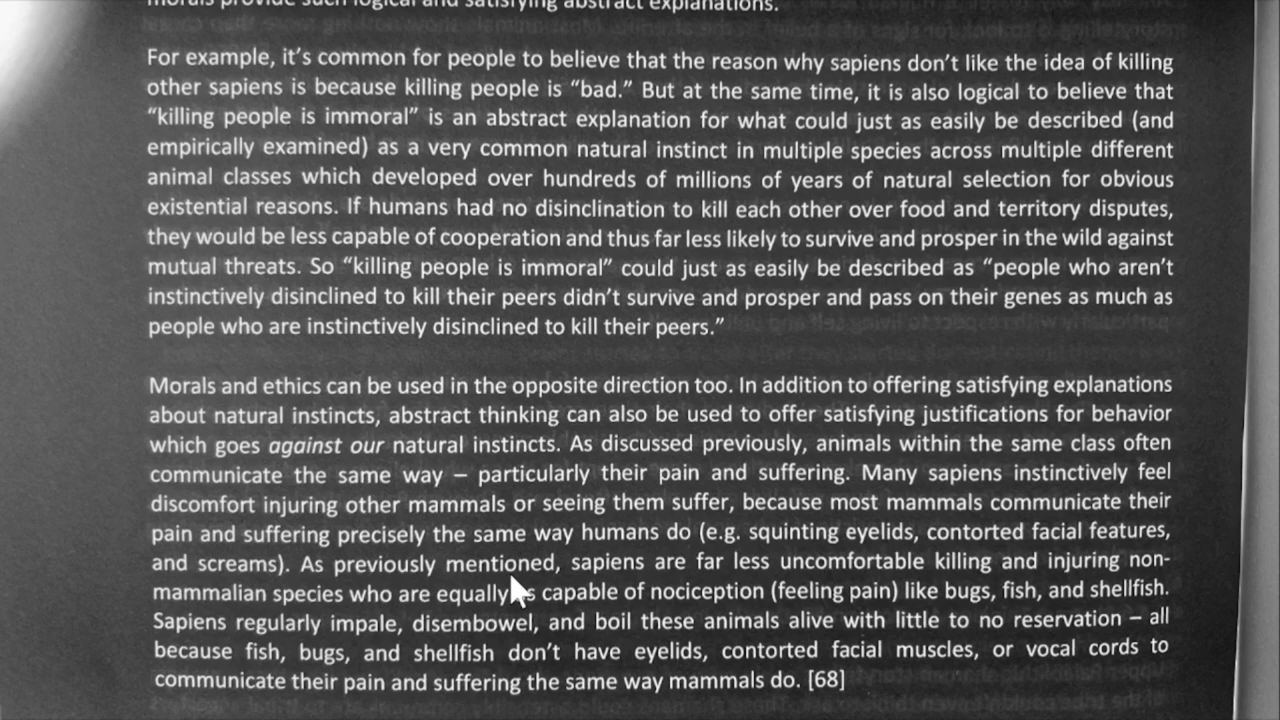 morals provide such logical and satisfying abstract explanations.
For example, it’s common for people to believe that the reason why sapiens don’t like the idea of killing
other sapiens is because killing people is “bad.” But at the same time, it is also logical to believe that
“killing people is immoral” is an abstract explanation for what could just as easily be described (and
empirically examined) as a very common natural instinct in multiple species across multiple different
animal classes which developed over hundreds of millions of years of natural selection for obvious
existential reasons. If humans had no disinclination to kill each other over food and territory disputes,
they would be less capable of cooperation and thus far less likely to survive and prosper in the wild against
mutual threats. So “killing people is immoral” could just as easily be described as “people who aren’t
instinctively disinclined to kill their peers didn’t survive and prosper and pass on their genes as much as
people who are instinctively disinclined to kill their peers.”
Morals and ethics can be used in the opposite direction too. In addition to offering satisfying explanations
about natural instincts, abstract thinking can also be used to offer satisfying justifications for behavior
which goes against our natural instincts. As discussed previously, animals within the same class often
communicate the same way – particularly their pain and suffering. Many sapiens instinctively feel
discomfort injuring other mammals or seeing them suffer, because most mammals communicate their
pain and suffering precisely the same way humans do (e.g. squinting eyelids, contorted facial features,
and screams). As previously mentioned, sapiens are far less uncomfortable killing and injuring non-
mammalian species who are equally as capable of nociception (feeling pain) like bugs, fish, and shellfish.
Sapiens regularly impale, disembowel, and boil these animals alive with little to no reservation – all
because fish, bugs, and shellfish don’t have eyelids, contorted facial muscles, or vocal cords to
communicate their pain and suffering the same way mammals do. [68]